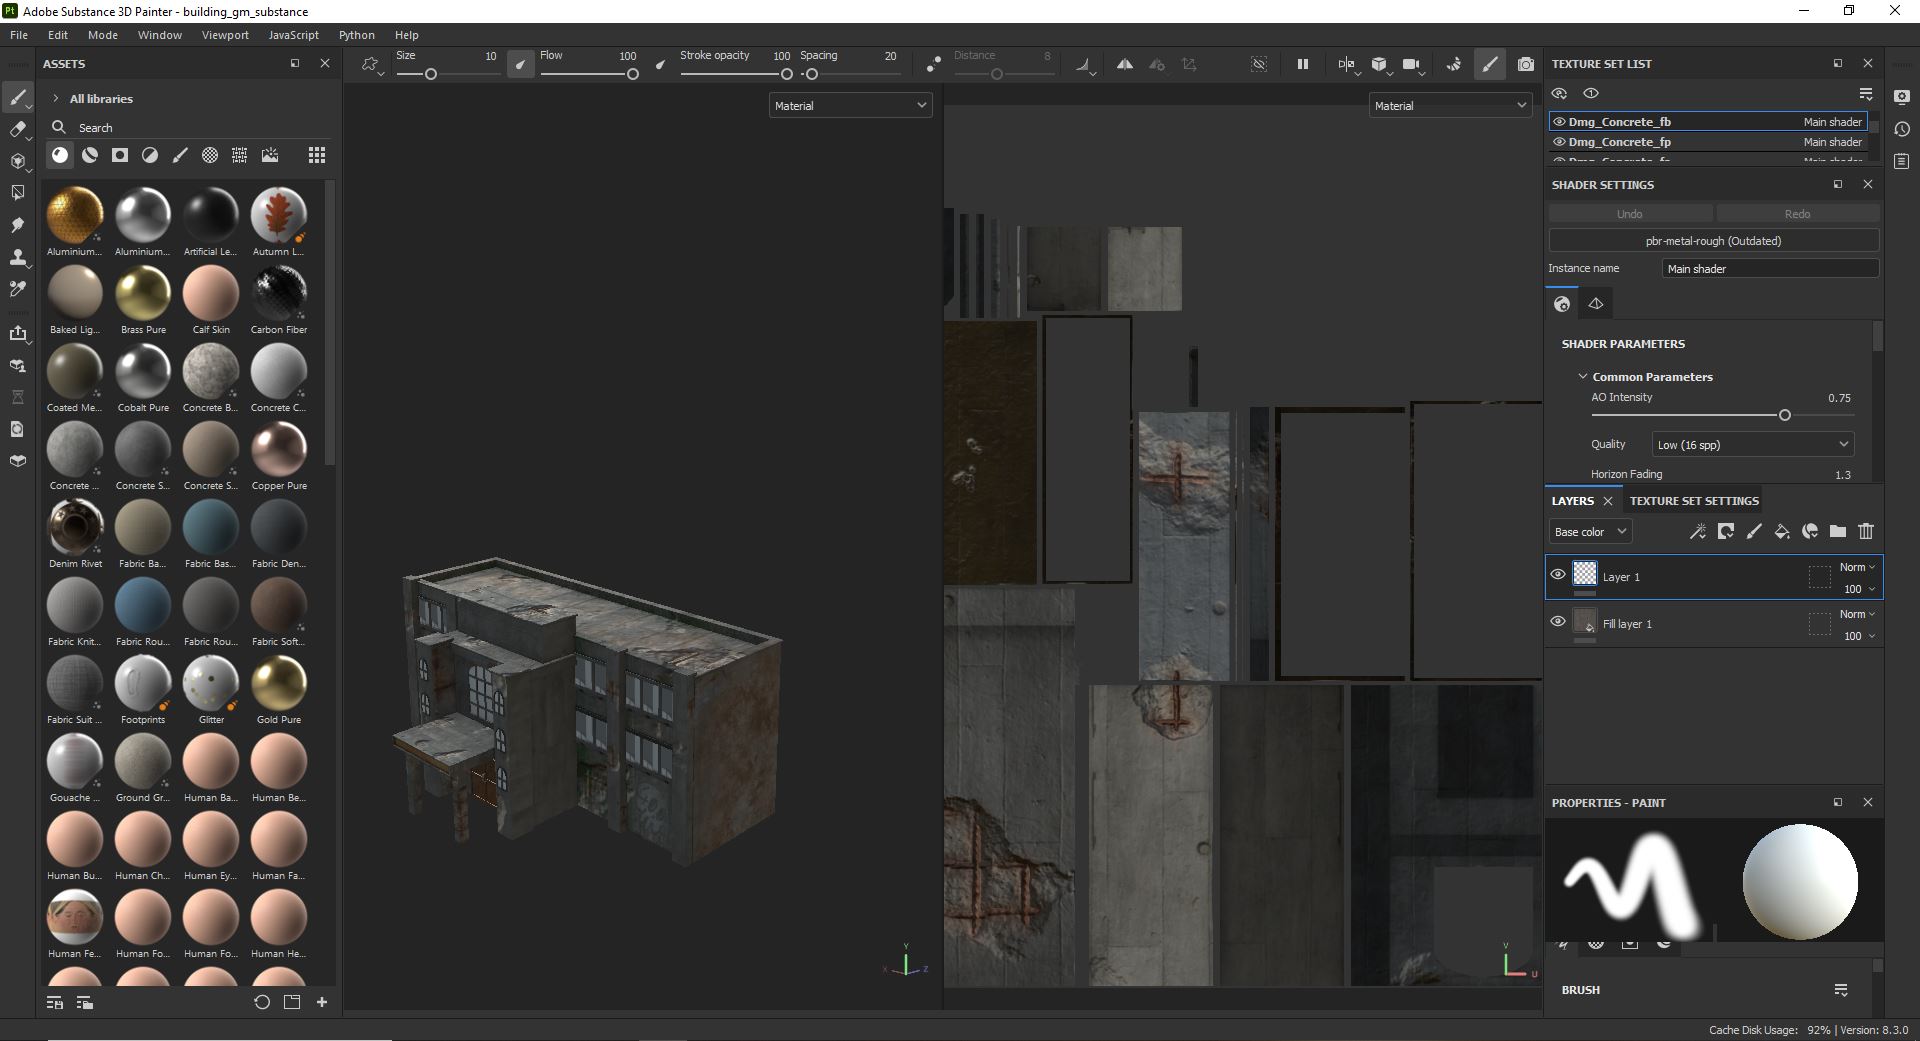 Pt Adobe Substance 3D Painter - building_gm_substance
File Edit Mode Window Viewport JavaScript Python Help
ASSETS
All libraries
Search
Aluminium... Aluminium... Artificial Le... Autumn L...
Baked Lig... Brass Pure Calf Skin Carbon Fiber
Coated Me... Cobalt Pure Concrete B... Concrete C...
Concrete ... Concrete S... Concrete S... Copper Pure
Denim Rivet Fabric Ba... Fabric Bas... Fabric Den...
Fabric Knit... Fabric Rou... Fabric Rou... Fabric Soft...
Fabric Suit ... Footprints Glitter Gold Pure
Gouache ... Ground Gr... Human Ba... Human Be...
Human Bu... Human Ch... Human Ey... Human Fa...
Human Fe... Human Fo... Human Fo... Human He...
Size 10 Flow 100 Stroke opacity 100 Spacing 20 Distance 8
Material
Material
Y
X Z
V
U
TEXTURE SET LIST
Dmg_Concrete_fb Main shader
Dmg_Concrete_fp Main shader
SHADER SETTINGS
Undo Redo
pbr-metal-rough (Outdated)
Instance name Main shader
SHADER PARAMETERS
Common Parameters
AO Intensity 0.75
Quality Low (16 spp)
Horizon Fading 1.3
LAYERS TEXTURE SET SETTINGS
Base color
Layer 1 Norm
100
Fill layer 1 Norm
100
PROPERTIES - PAINT
BRUSH
Cache Disk Usage: 92% | Version: 8.3.0